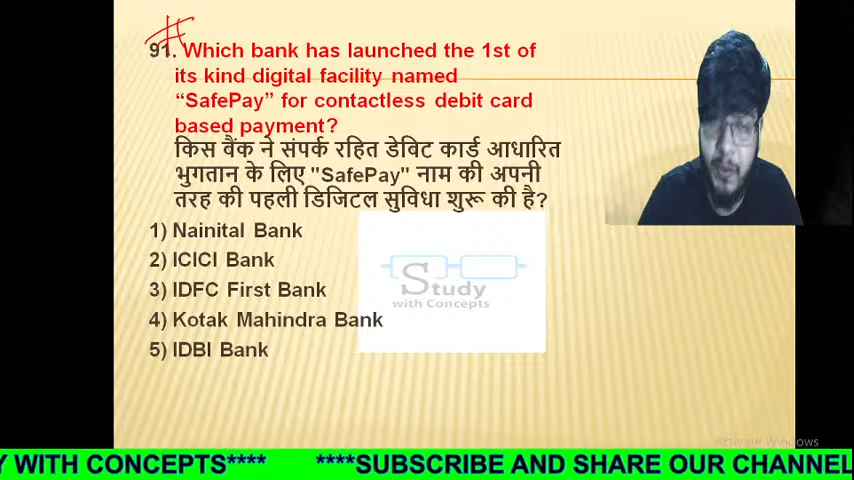 91. Which bank has launched the 1st of
its kind digital facility named
“SafePay” for contactless debit card
based payment?
किस बैंक ने संपर्क रहित डेबिट कार्ड आधारित
भुगतान के लिए "SafePay" नाम की अपनी
तरह की पहली डिजिटल सुविधा शुरू की है?
1) Nainital Bank
2) ICICI Bank
3) IDFC First Bank
4) Kotak Mahindra Bank
5) IDBI Bank
Study
with Concepts
Activate Windows
Y WITH CONCEPTS**** ****SUBSCRIBE AND SHARE OUR CHANNEL